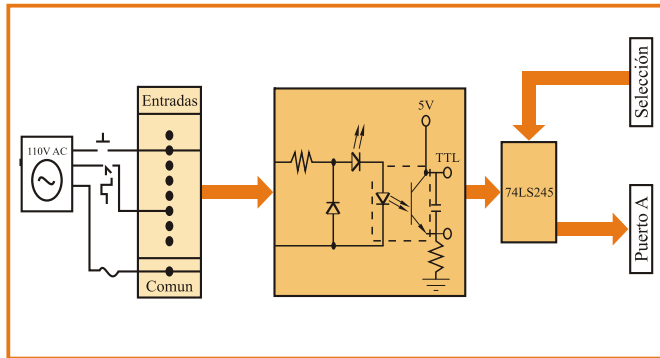 110V AC
Entradas
Comun
5V
TTL
74LS245
Selección
Puerto A